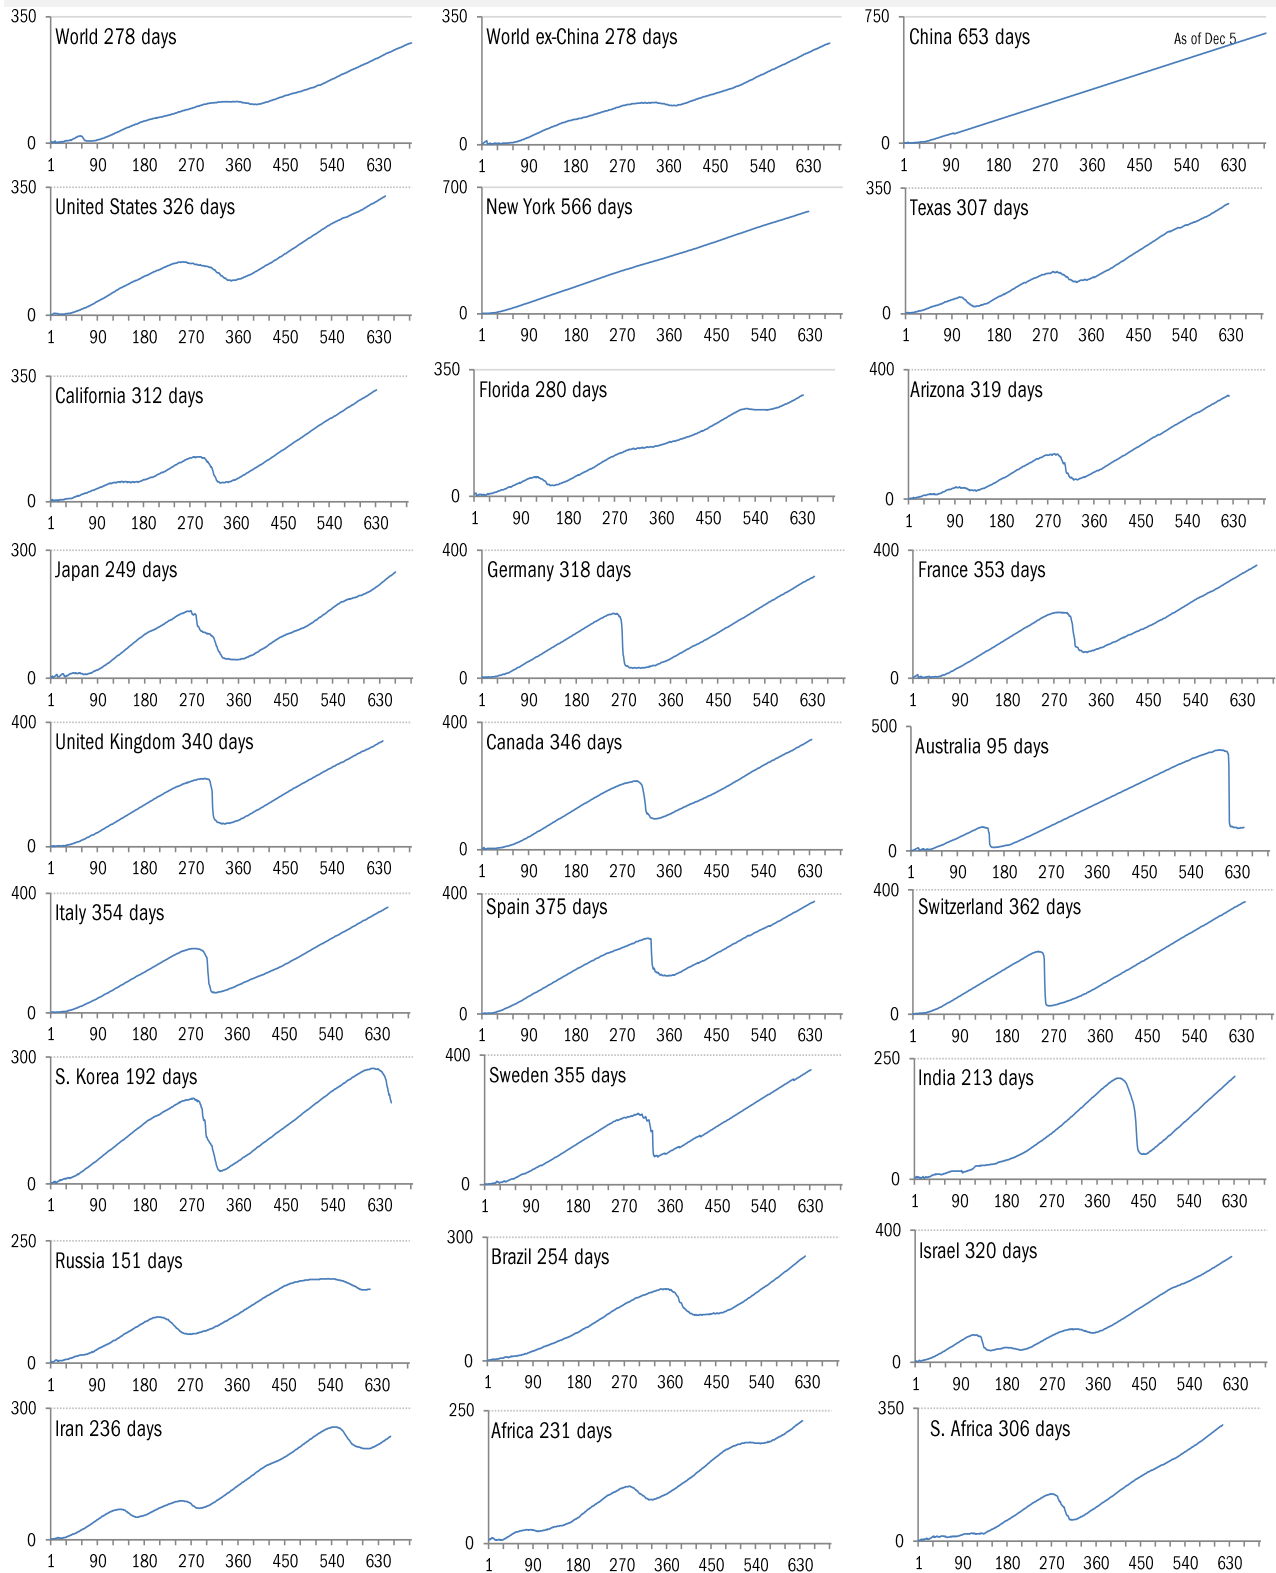 350
World 278 days
0
1 90 180 270 360 450 540 630
350
World ex-China 278 days
0
1 90 180 270 360 450 540 630
750
China 653 days
As of Dec 5
0
1 90 180 270 360 450 540 630
350
United States 326 days
0
1 90 180 270 360 450 540 630
700
New York 566 days
0
1 90 180 270 360 450 540 630
350
Texas 307 days
0
1 90 180 270 360 450 540 630
350
California 312 days
0
1 90 180 270 360 450 540 630
350
Florida 280 days
0
1 90 180 270 360 450 540 630
400
Arizona 319 days
0
1 90 180 270 360 450 540 630
300
Japan 249 days
0
1 90 180 270 360 450 540 630
400
Germany 318 days
0
1 90 180 270 360 450 540 630
400
France 353 days
0
1 90 180 270 360 450 540 630
400
United Kingdom 340 days
0
1 90 180 270 360 450 540 630
400
Canada 346 days
0
1 90 180 270 360 450 540 630
500
Australia 95 days
0
1 90 180 270 360 450 540 630
400
Italy 354 days
0
1 90 180 270 360 450 540 630
400
Spain 375 days
0
1 90 180 270 360 450 540 630
400
Switzerland 362 days
0
1 90 180 270 360 450 540 630
300
S. Korea 192 days
0
1 90 180 270 360 450 540 630
400
Sweden 355 days
0
1 90 180 270 360 450 540 630
250
India 213 days
0
1 90 180 270 360 450 540 630
250
Russia 151 days
0
1 90 180 270 360 450 540 630
300
Brazil 254 days
0
1 90 180 270 360 450 540 630
400
Israel 320 days
0
1 90 180 270 360 450 540 630
300
Iran 236 days
0
1 90 180 270 360 450 540 630
250
Africa 231 days
0
1 90 180 270 360 450 540 630
350
S. Africa 306 days
0
1 90 180 270 360 450 540 630